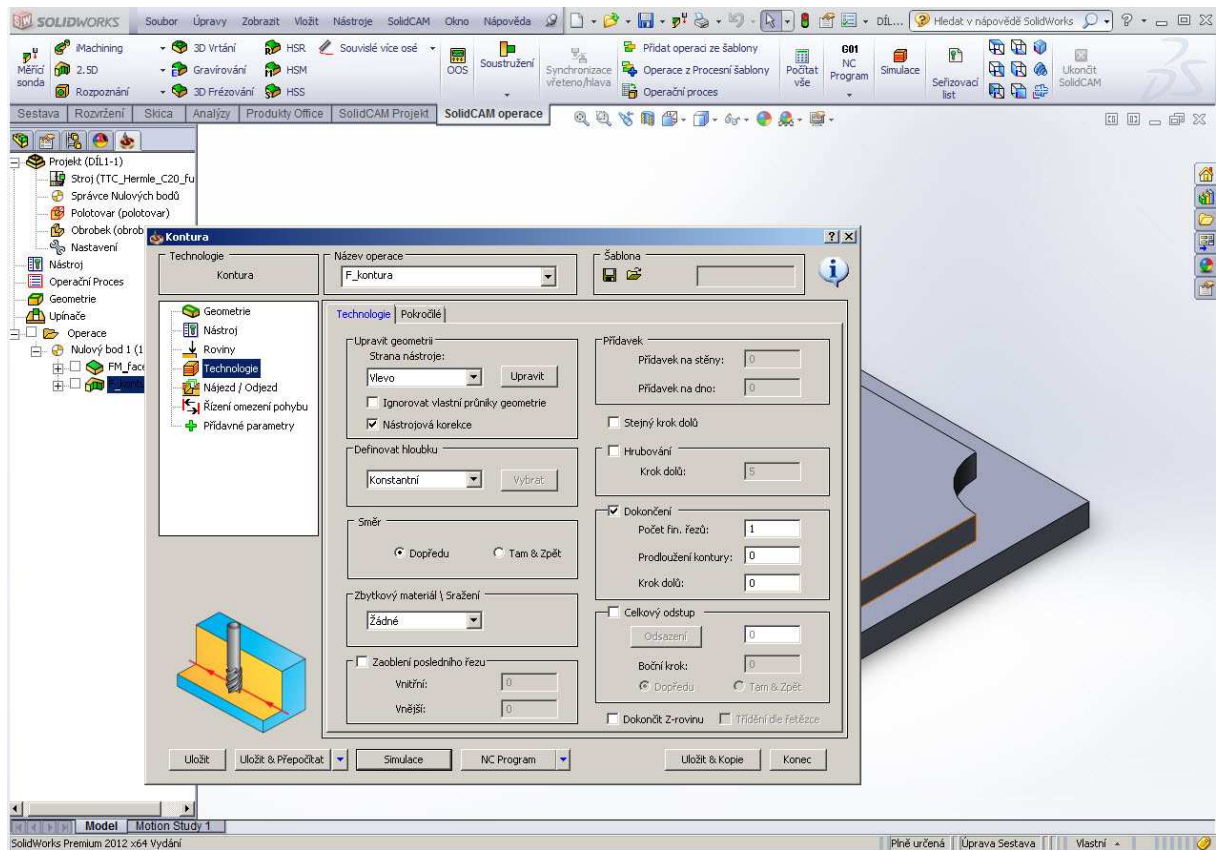 SOLIDWORKS Soubor Úpravy Zobrazit Vložit Nástroje SolidCAM Okno Nápověda DíL... Hledat v nápovědě SolidWorks
Měřící sonda
iMachining
2.5D
Rozpoznání
3D Vrtání
Gravírování
3D Frézování
HSR
HSM
HSS
Souvislé více osé
OOS
Soustružení
Synchronizace vřeteno/hlava
Přidat operaci ze šablony
Operace z Procesní šablony
Operační proces
Počítat vše
G01
NC Program
Simulace
Seřizovací list
Ukončit SolidCAM
Sestava Rozvržení Skica Analýzy Produkty Office SolidCAM Projekt SolidCAM operace
Projekt (DÍL1-1)
Stroj (TTC_Hermle_C20_fu
Správce Nulových bodů
Polotovar (polotovar)
Obrobek (obrob
Nastavení
Nástroj
Operační Proces
Geometrie
Upínače
Operace
Nulový bod 1 (1
FM_face
F_kont
Kontura
Technologie
Kontura
Název operace
F_kontura
Šablona
Geometrie
Nástroj
Roviny
Technologie
Nájezd / Odjezd
Řízení omezení pohybu
Přídavné parametry
Technologie Pokročilé
Upravit geometrii
Strana nástroje:
Vlevo Upravit
Ignorovat vlastní průniky geometrie
Nástrojová korekce
Definovat hloubku
Konstantní Vybrat
Směr
Dopředu Tam & Zpět
Zbytkový materiál \ Sražení
Žádné
Zaoblení posledního řezu
Vnitřní: 0
Vnější: 0
Přídavek
Přídavek na stěny: 0
Přídavek na dno: 0
Stejný krok dolů
Hrubování
Krok dolů: 5
Dokončení
Počet fin. řezů: 1
Prodloužení kontury: 0
Krok dolů: 0
Celkový odstup
Odsazení 0
Boční krok: 0
Dopředu Tam & Zpět
Dokončit Z-rovinu Třídění dle řetězce
Uložit Uložit & Přepočítat Simulace NC Program Uložit & Kopie Konec
Model Motion Study 1
SolidWorks Premium 2012 x64 Vydání Plně určená Úprava Sestava Vlastní